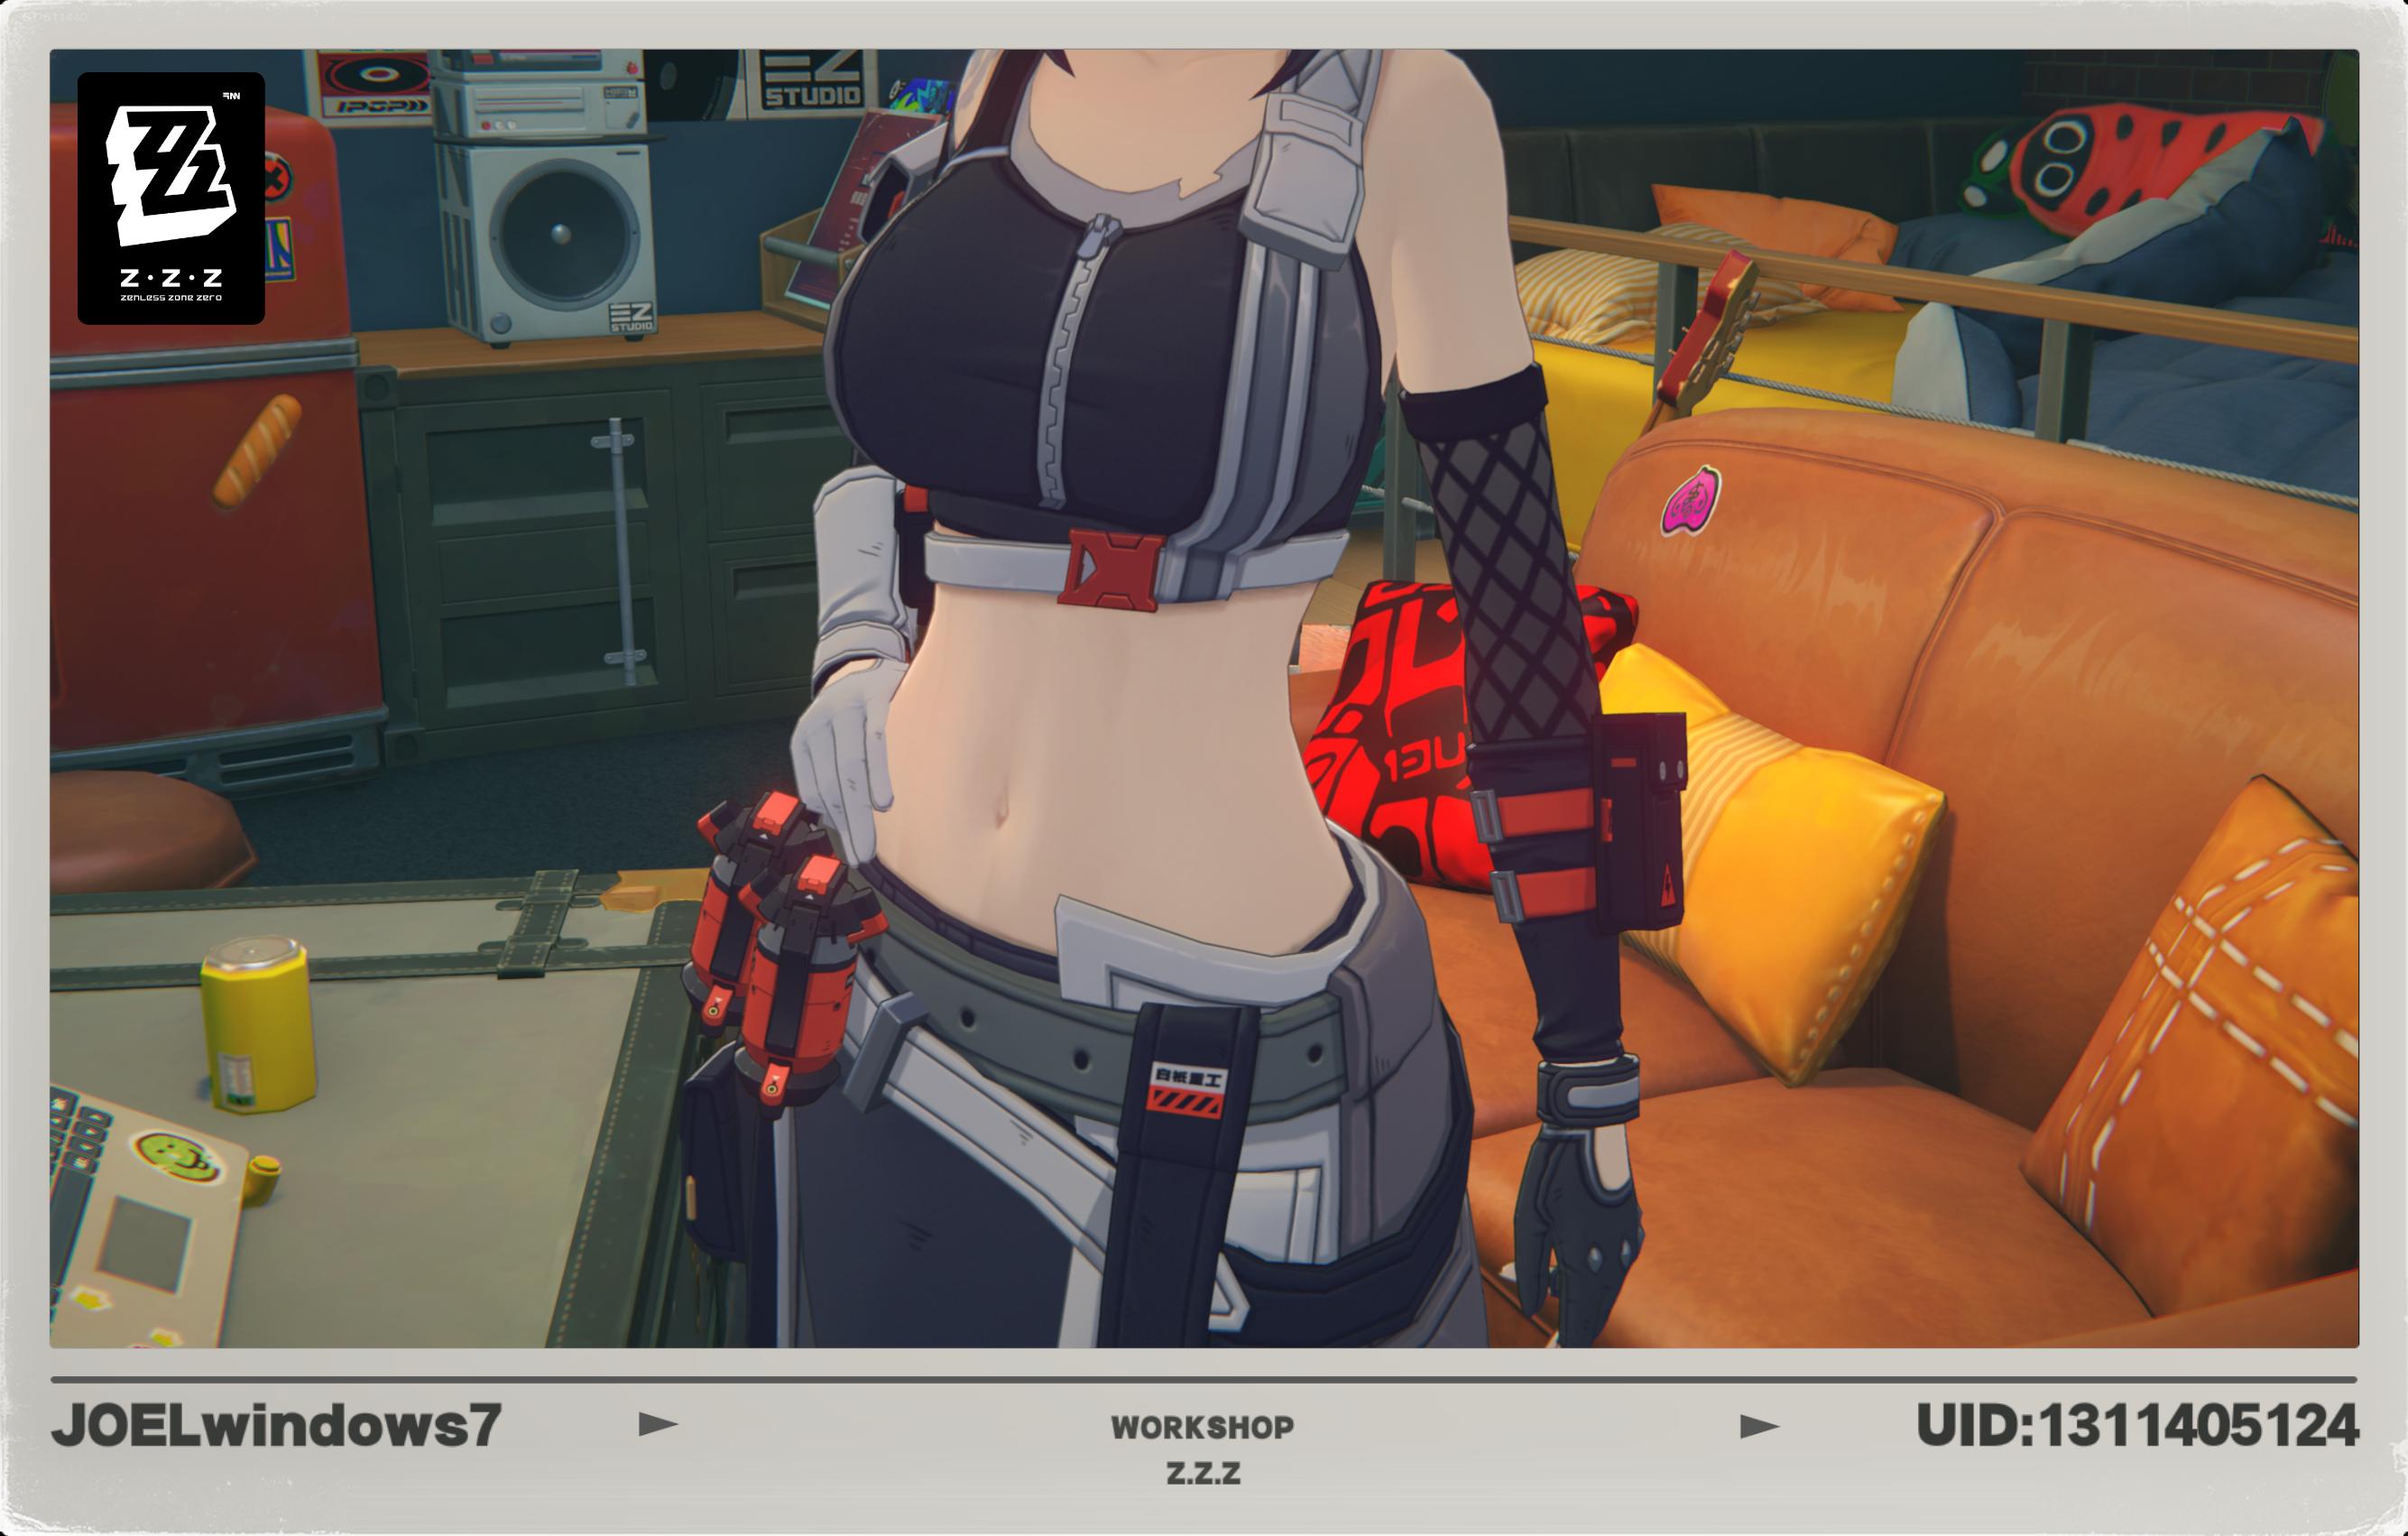 Z·Z·Z
ZENLESS ZONE ZERO
EZ
STUDIO
EZ
STUDIO
白祇重工
JOELwindows7
WORKSHOP
Z.Z.Z
UID:1311405124